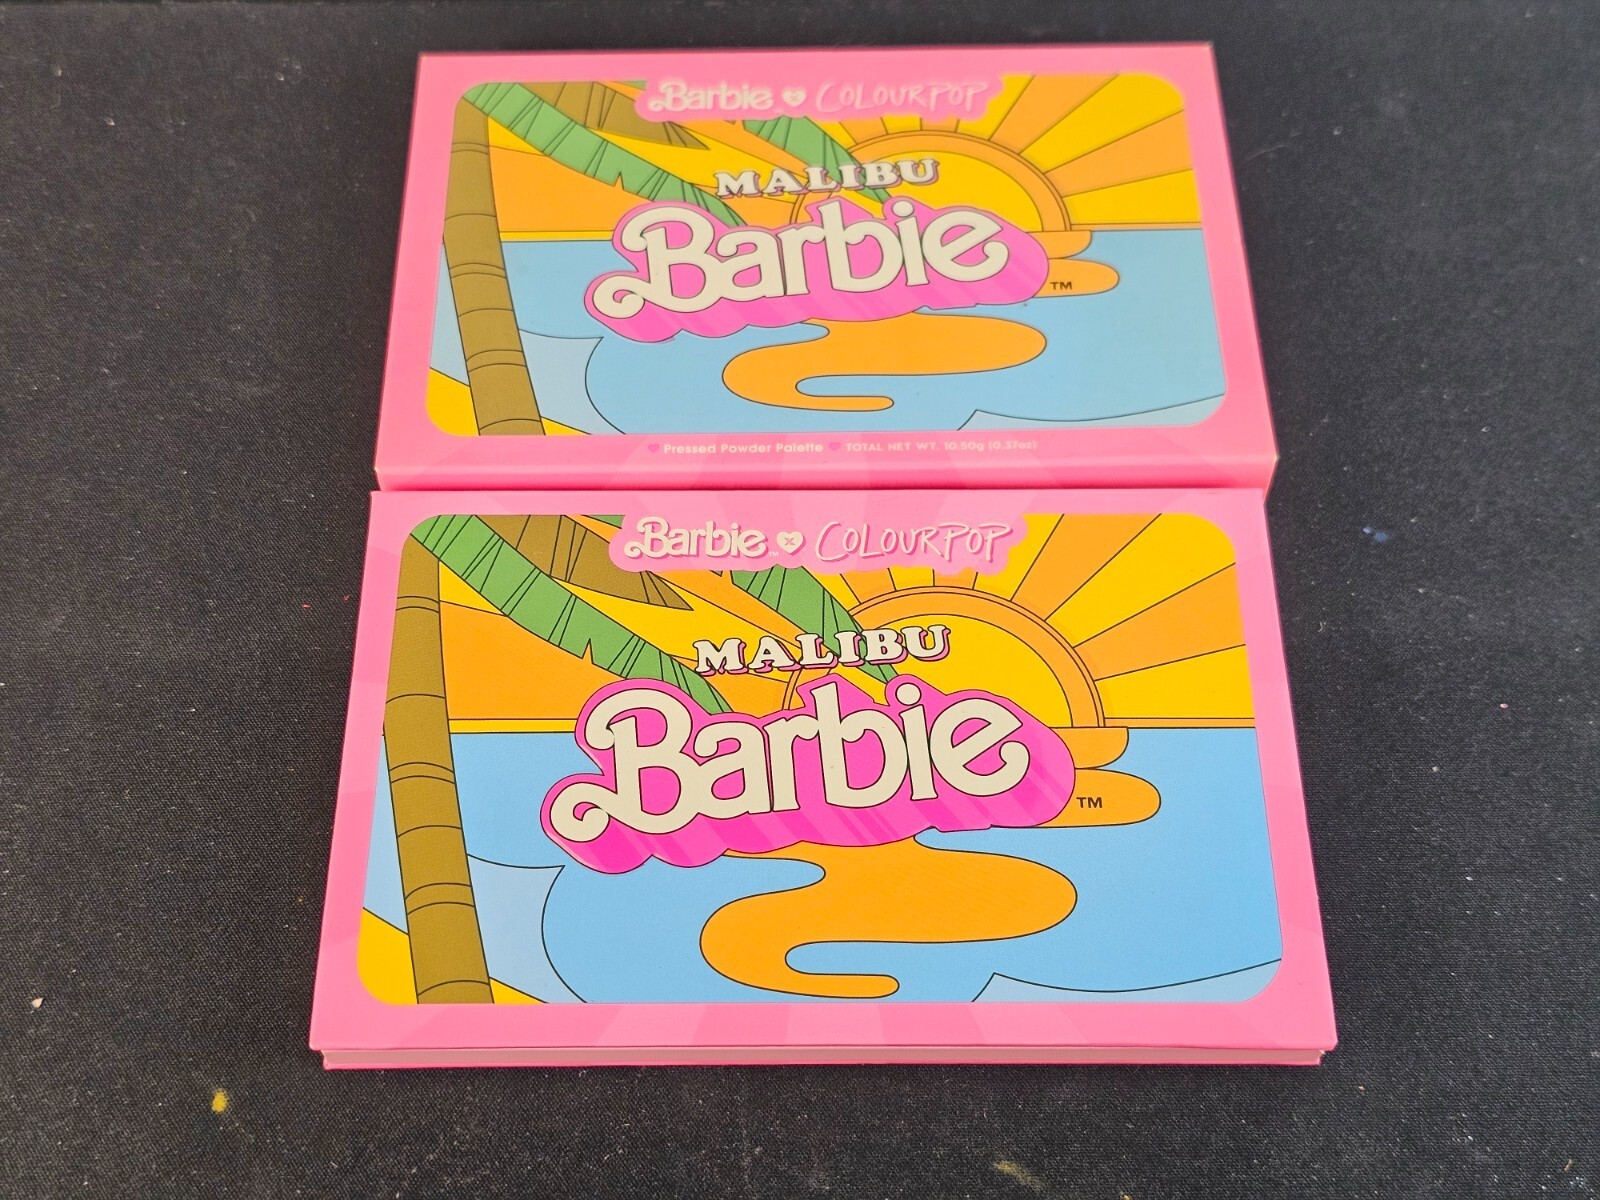 Barbie x COLOURPOP
MALIBU
Barbie TM
Pressed Powder Palette TOTAL NET WT. 10.50g (0.37oz)
Barbie TM x COLOURPOP
MALIBU
Barbie TM